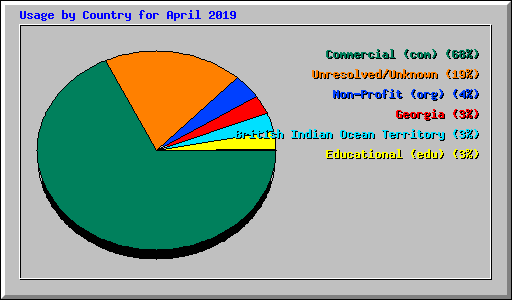 Usage by Country for April 2019
Commercial (com) (68%)
Unresolved/Unknown (19%)
Non-Profit (org) (4%)
Georgia (3%)
British Indian Ocean Territory (3%)
Educational (edu) (3%)